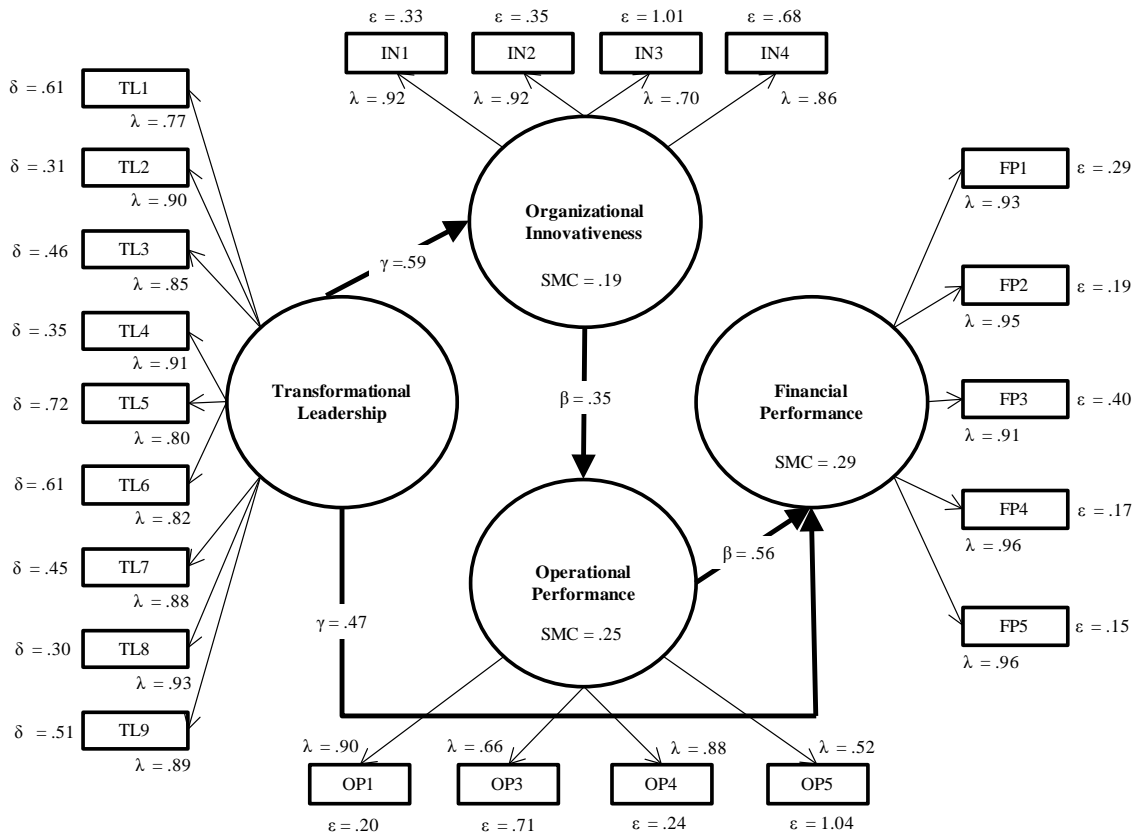 ε = .33
ε = .35
ε = 1.01
ε = .68
IN1
IN2
IN3
IN4
λ = .92
λ = .92
λ = .70
λ = .86
δ = .61
TL1
λ = .77
δ = .31
TL2
λ = .90
δ = .46
TL3
λ = .85
δ = .35
TL4
λ = .91
δ = .72
TL5
λ = .80
δ = .61
TL6
λ = .82
δ = .45
TL7
λ = .88
δ = .30
TL8
λ = .93
δ = .51
TL9
λ = .89
Transformational
Leadership
γ = .59
γ = .47
Organizational
Innovativeness
SMC = .19
β = .35
Operational
Performance
SMC = .25
β = .56
Financial
Performance
SMC = .29
FP1
ε = .29
λ = .93
FP2
ε = .19
λ = .95
FP3
ε = .40
λ = .91
FP4
ε = .17
λ = .96
FP5
ε = .15
λ = .96
λ = .90
λ = .66
λ = .88
λ = .52
OP1
OP3
OP4
OP5
ε = .20
ε = .71
ε = .24
ε = 1.04